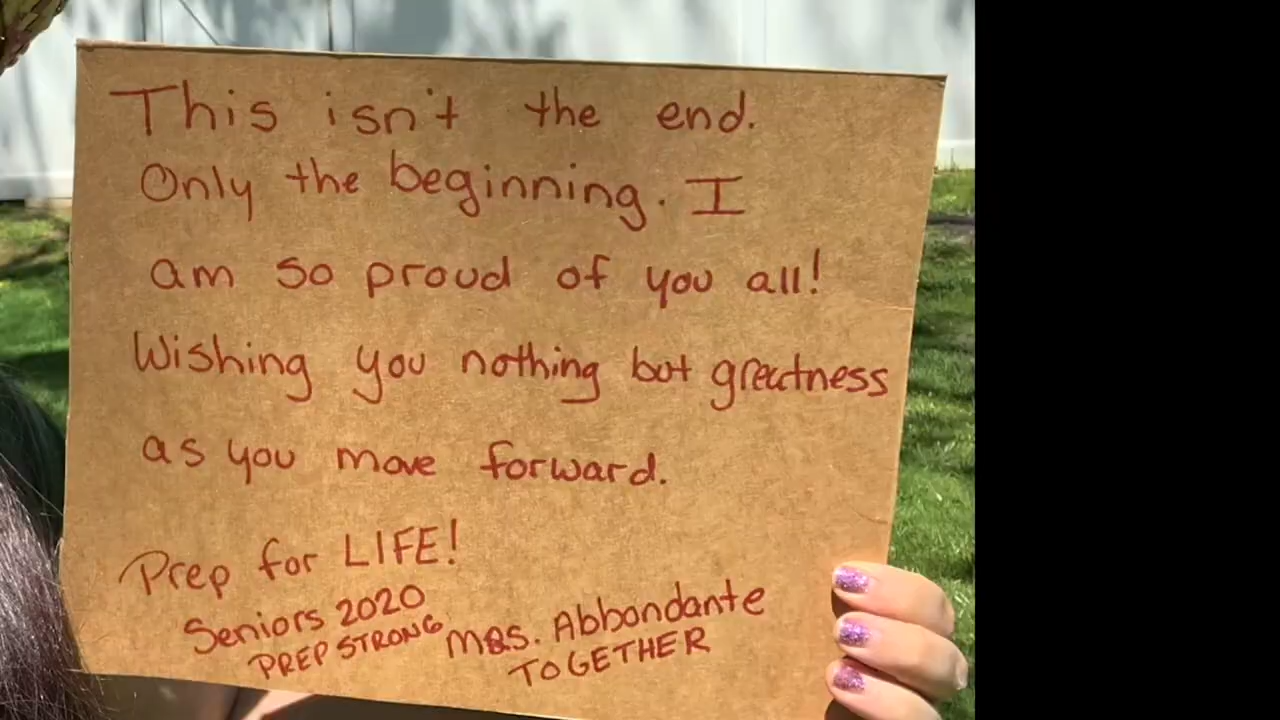 This isn't the end.
Only the beginning. I
am so proud of you all!
Wishing you nothing but greatness
as you move forward.
Prep for LIFE!
Seniors 2020
PREP STRONG
Mrs. Abbondante
TOGETHER